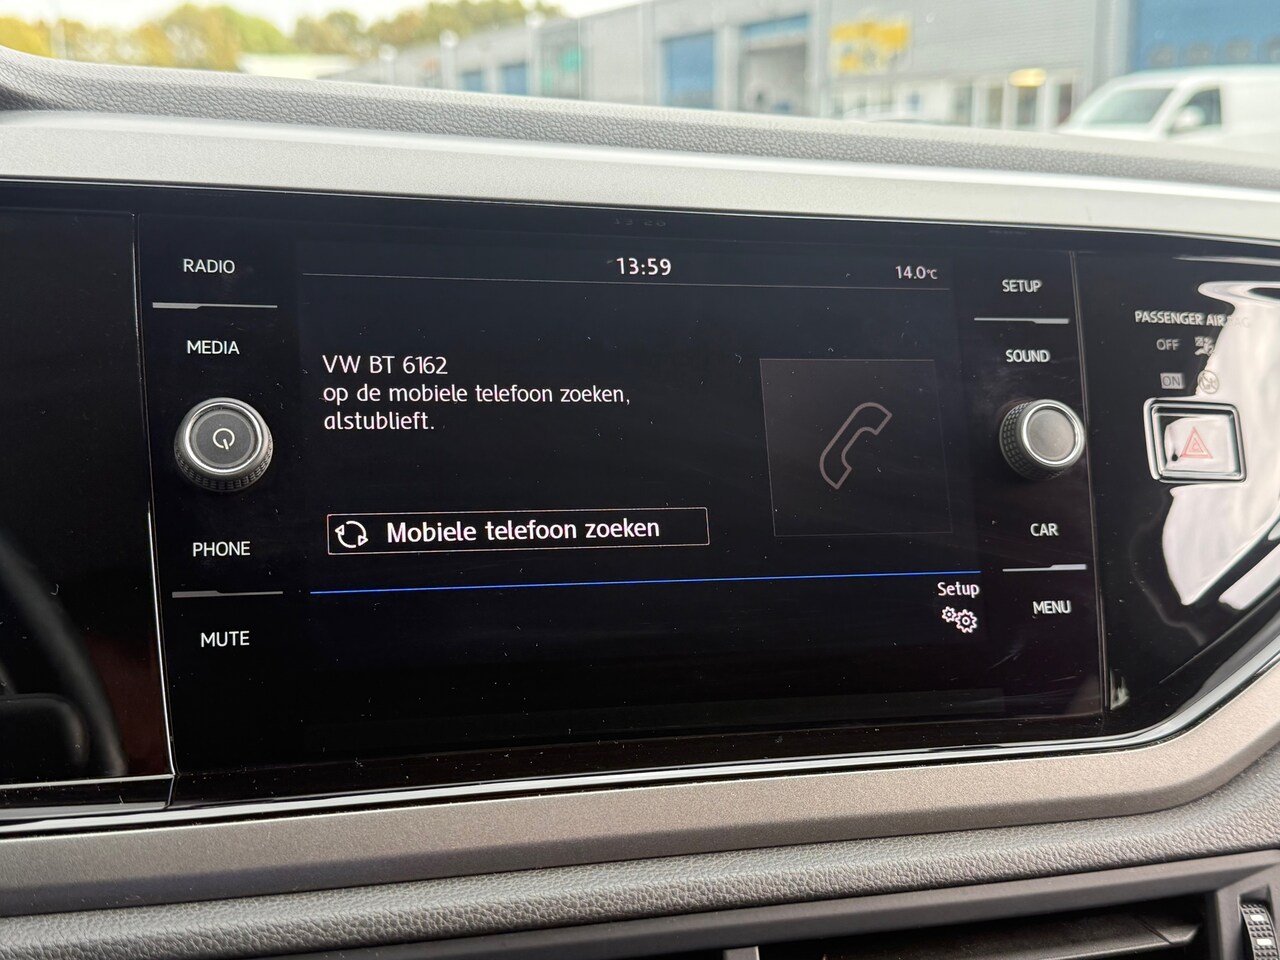 RADIO
MEDIA
PHONE
MUTE
13:59
14.0°C
VW BT 6162
op de mobiele telefoon zoeken,
alstublieft.
Mobiele telefoon zoeken
Setup
SETUP
SOUND
CAR
MENU
PASSENGER AIR BAG
OFF
ON